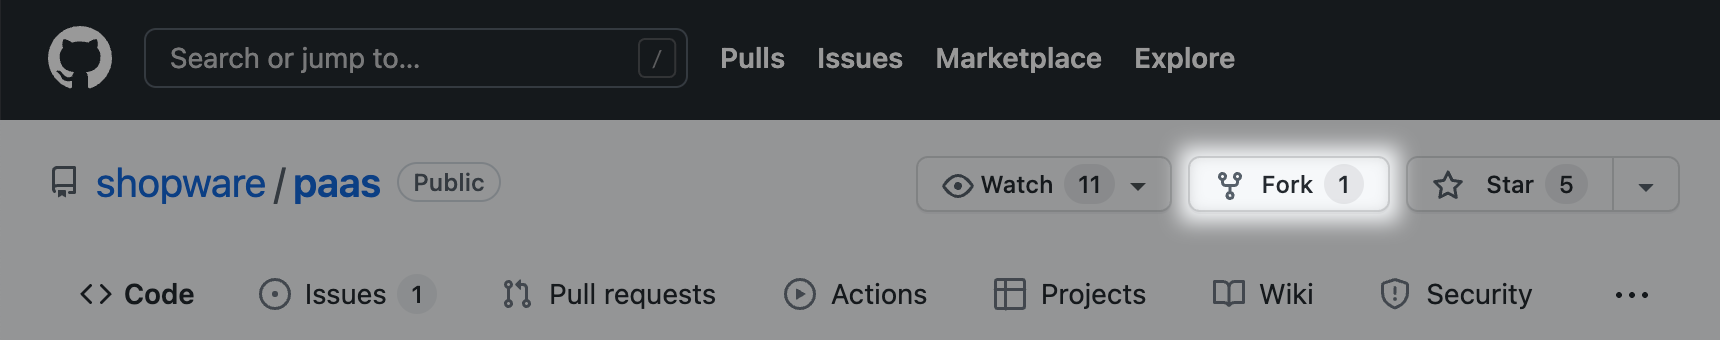 Search or jump to... / Pulls Issues Marketplace Explore
shopware / paas Public Watch 11 Fork 1 Star 5
Code Issues 1 Pull requests Actions Projects Wiki Security ...